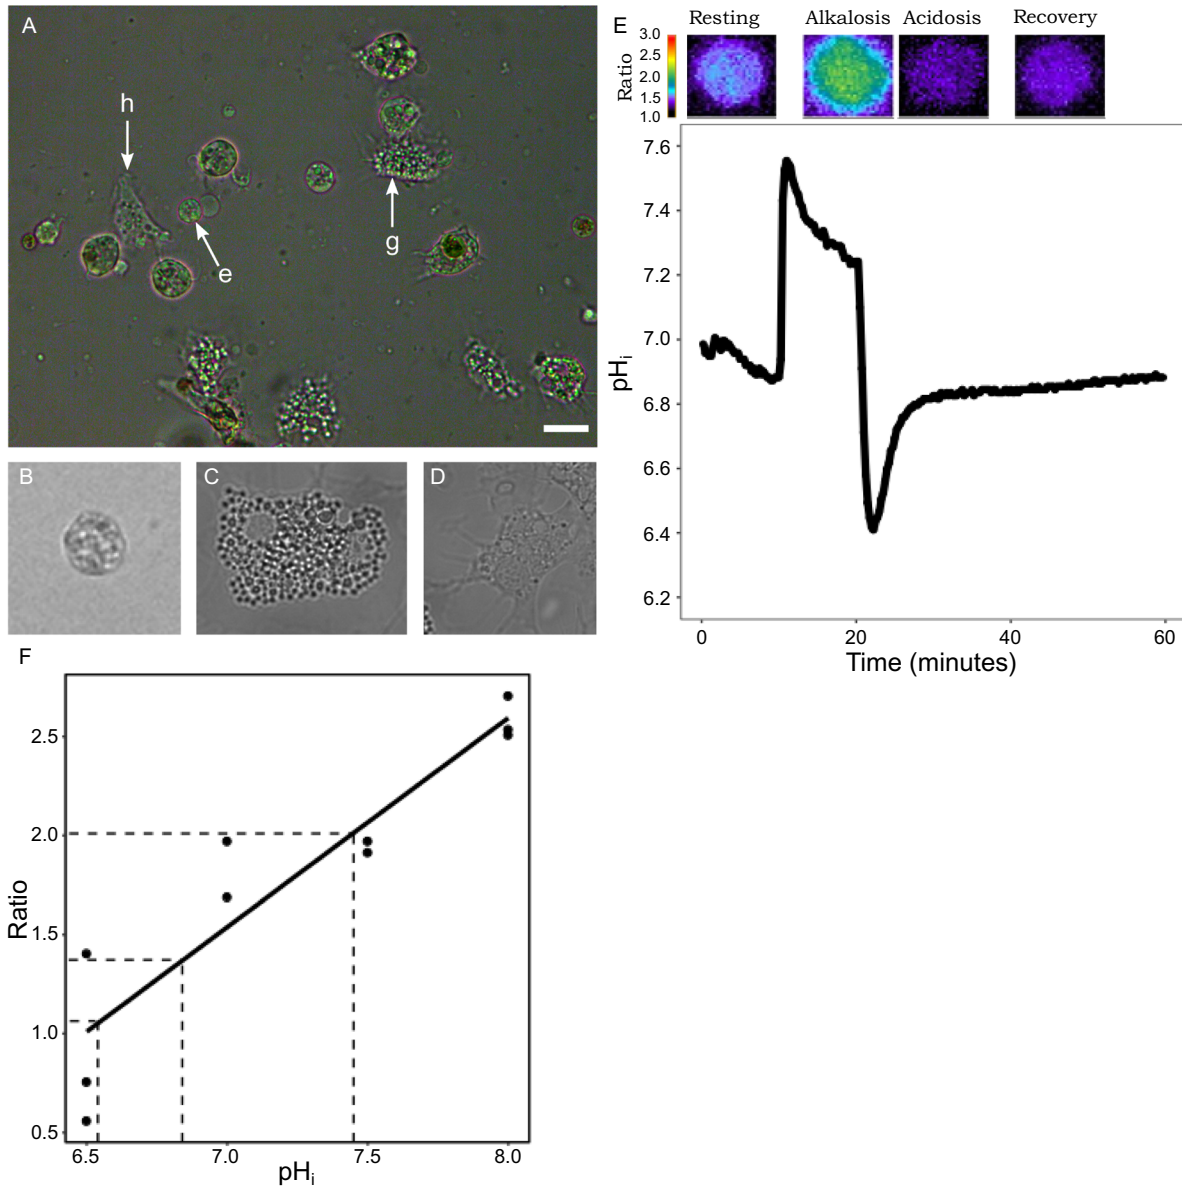 A
h
e
g
B
C
D
E
Resting
Alkalosis
Acidosis
Recovery
Ratio
3.0
2.5
2.0
1.5
1.0
pHi
7.6
7.4
7.2
7.0
6.8
6.6
6.4
6.2
0
20
40
60
Time (minutes)
F
Ratio
2.5
2.0
1.5
1.0
0.5
6.5
7.0
7.5
8.0
pHi